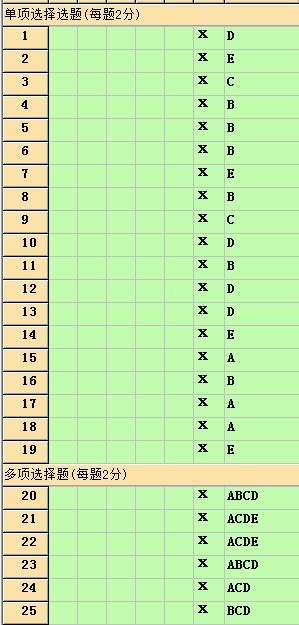 单项选择选题(每题2分)
1 X D
2 X E
3 X C
4 X B
5 X B
6 X B
7 X E
8 X B
9 X C
10 X D
11 X B
12 X D
13 X D
14 X E
15 X A
16 X B
17 X A
18 X A
19 X E
多项选择题(每题2分)
20 X ABCD
21 X ACDE
22 X ACDE
23 X ABCD
24 X ACD
25 X BCD